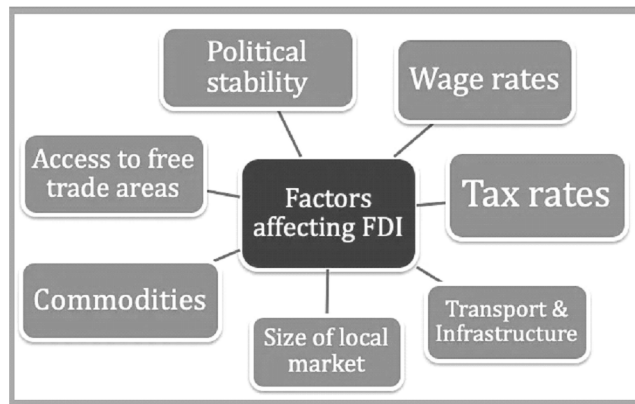 Political
stability
Wage rates
Access to free
trade areas
Factors
affecting FDI
Tax rates
Commodities
Size of local
market
Transport &
Infrastructure